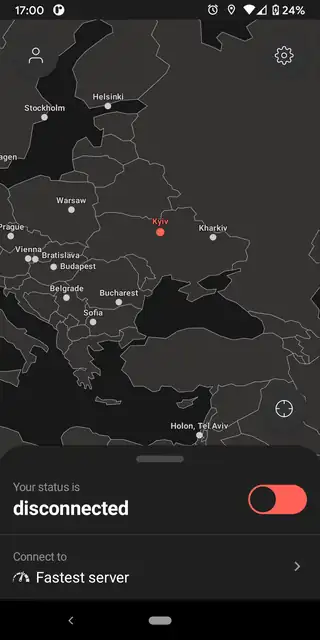 17:00
24%
Helsinki
Stockholm
agen
Warsaw
Prague
Kyiv
Kharkiv
Vienna
Bratislava
Budapest
Belgrade
Bucharest
Sofia
Holon, Tel Aviv
Your status is
disconnected
Connect to
Fastest server